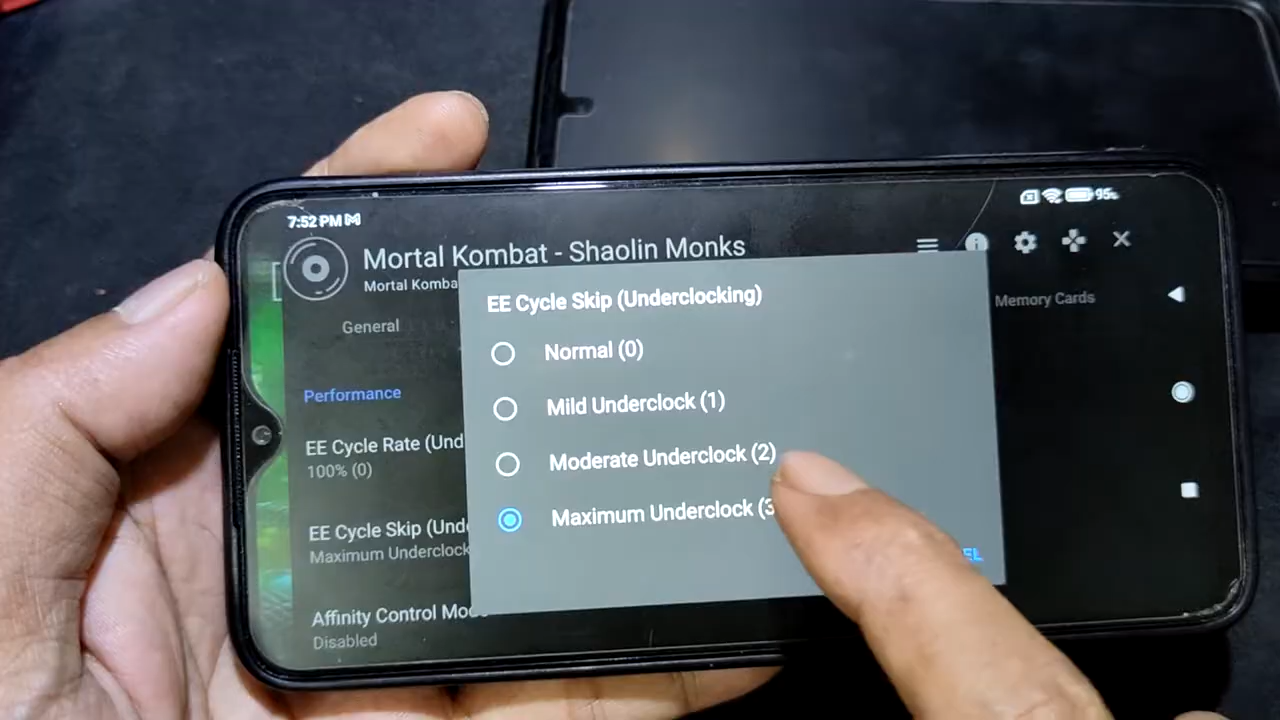 7:52 PM
95%
Mortal Kombat - Shaolin Monks
Mortal Komba
General
Memory Cards
Performance
EE Cycle Rate (Und
100% (0)
EE Cycle Skip (Und
Maximum Underclock
Affinity Control Mo
Disabled
EE Cycle Skip (Underclocking)
Normal (0)
Mild Underclock (1)
Moderate Underclock (2)
Maximum Underclock (3
EL